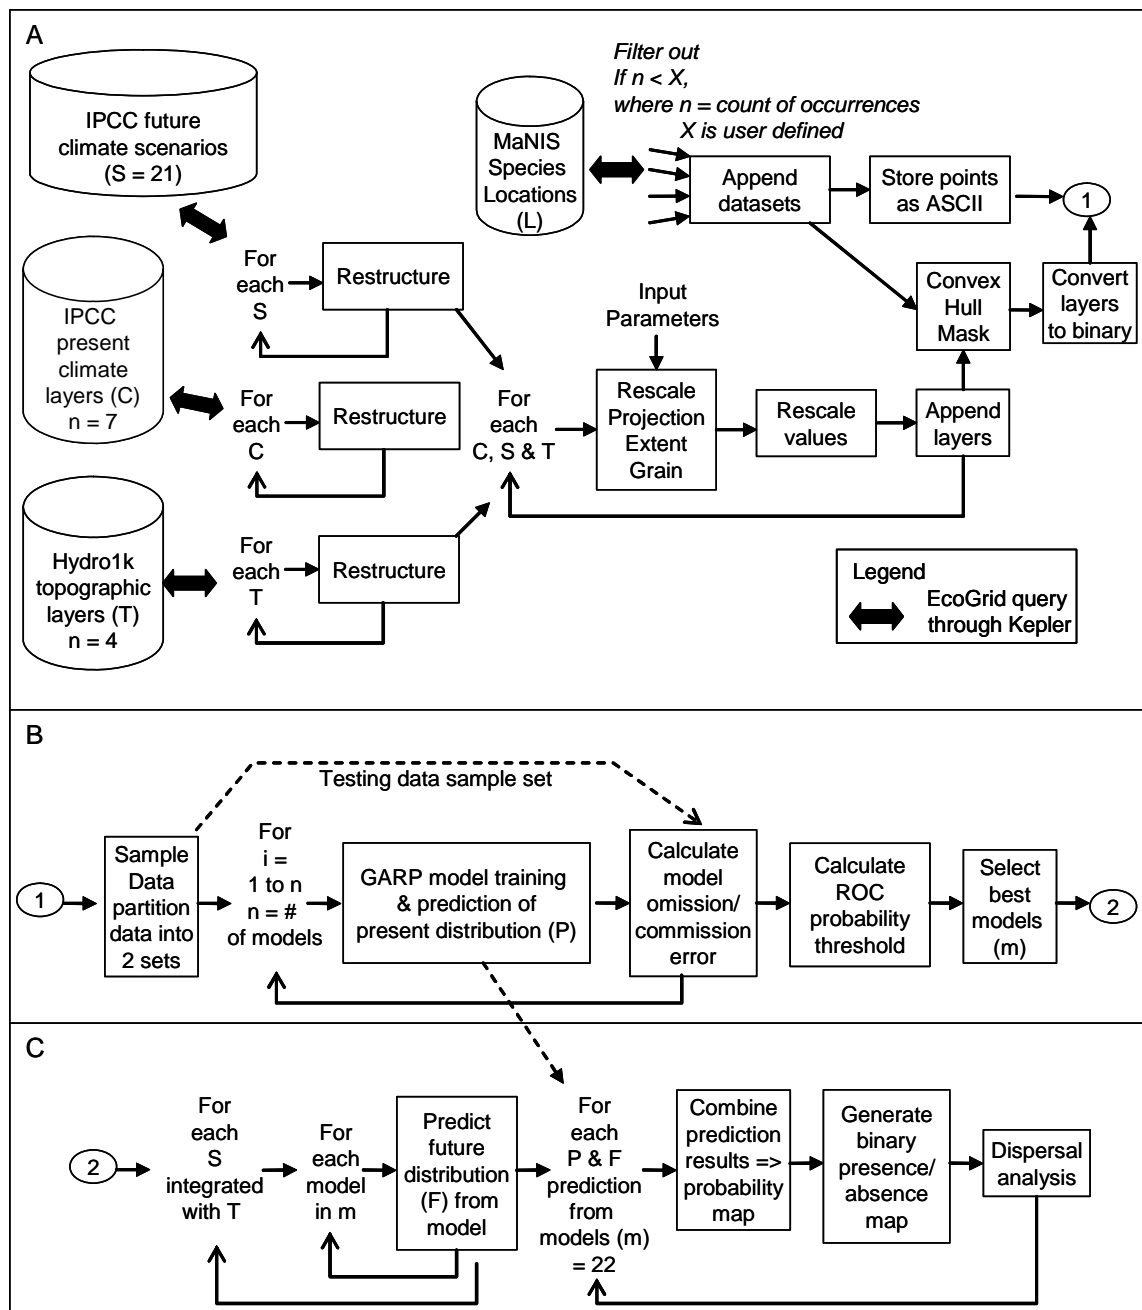 A
IPCC future
climate scenarios
(S = 21)
Filter out
If n < X,
where n = count of occurrences
X is user defined
MaNIS
Species
Locations
(L)
Append
datasets
Store points
as ASCII
1
For
each
S
Restructure
IPCC
present
climate
layers (C)
n = 7
For
each
C
Restructure
Hydro1k
topographic
layers (T)
n = 4
For
each
T
Restructure
For
each
C, S & T
Input
Parameters
Rescale
Projection
Extent
Grain
Rescale
values
Append
layers
Convex
Hull
Mask
Convert
layers
to binary
Legend
EcoGrid query
through Kepler
B
Testing data sample set
1
Sample
Data
partition
data into
2 sets
For
i =
1 to n
n = #
of models
GARP model training
& prediction of
present distribution (P)
Calculate
model
omission/
commission
error
Calculate
ROC
probability
threshold
Select
best
models
(m)
2
C
2
For
each
S
integrated
with T
For
each
model
in m
Predict
future
distribution
(F) from
model
For
each
P & F
prediction
from
models (m)
= 22
Combine
prediction
results =>
probability
map
Generate
binary
presence/
absence
map
Dispersal
analysis